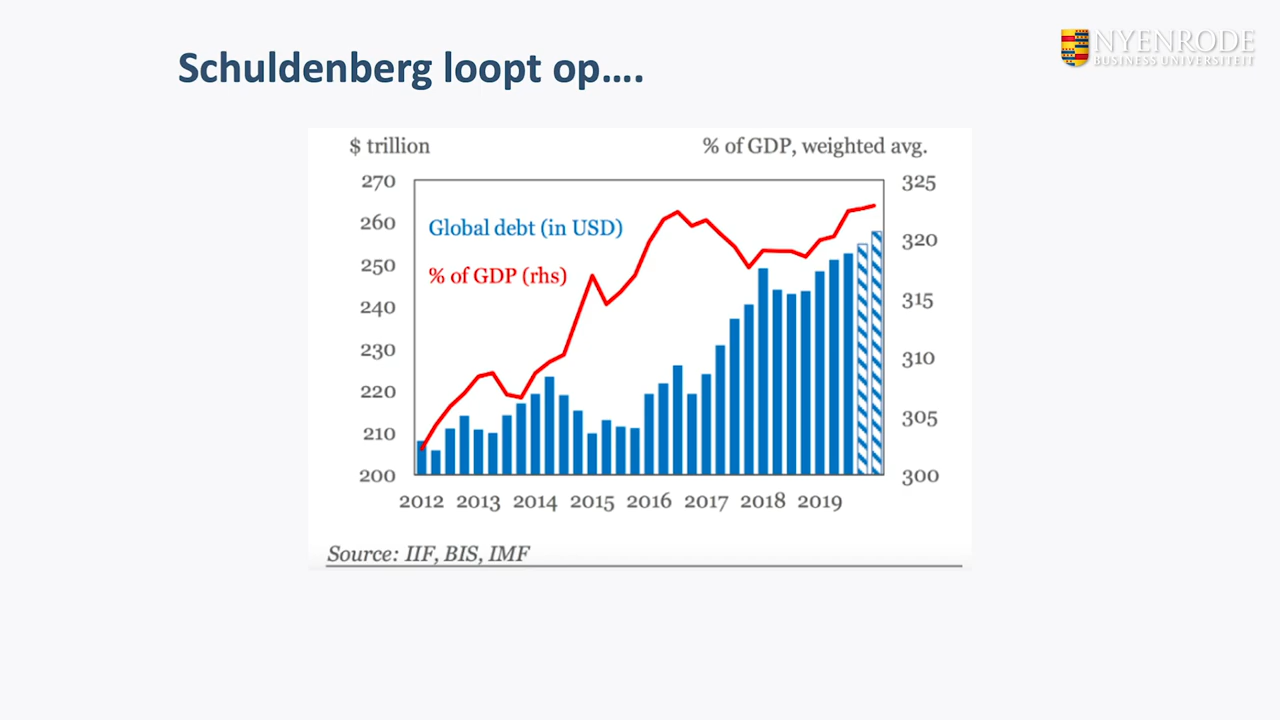 NYENRODE
BUSINESS UNIVERSITEIT
Schuldenberg loopt op....
$ trillion
% of GDP, weighted avg.
270
325
260
320
250
315
240
230
310
220
305
210
200
300
Global debt (in USD)
% of GDP (rhs)
2012 2013 2014 2015 2016 2017 2018 2019
Source: IIF, BIS, IMF